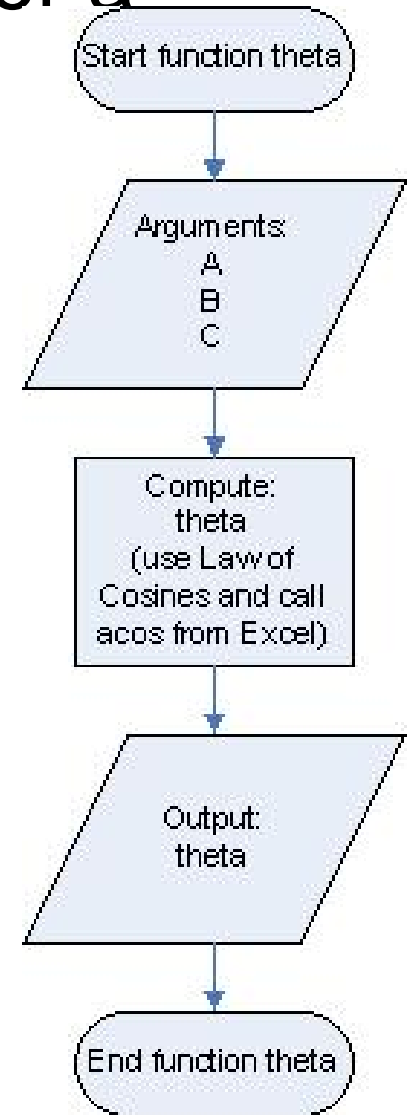 Start function theta
Arguments:
A
B
C
Compute:
theta
(use Law of
Cosines and call
acos from Excel)
Output:
theta
End function theta